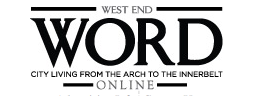 WEST END
WORD
CITY LIVING FROM THE ARCH TO THE INNERBELT
ONLINE